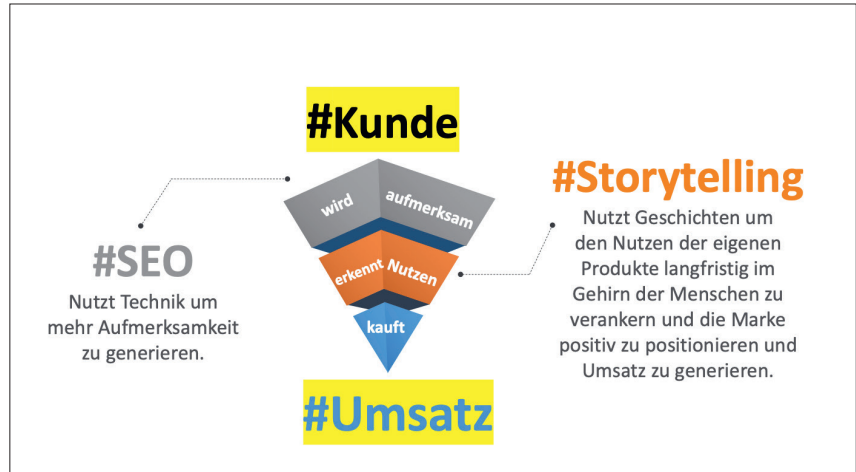 #Kunde
wird aufmerksam
erkennt Nutzen
kauft
#Umsatz
#SEO
Nutzt Technik um
mehr Aufmerksamkeit
zu generieren.
#Storytelling
Nutzt Geschichten um
den Nutzen der eigenen
Produkte langfristig im
Gehirn der Menschen zu
verankern und die Marke
positiv zu positionieren und
Umsatz zu generieren.